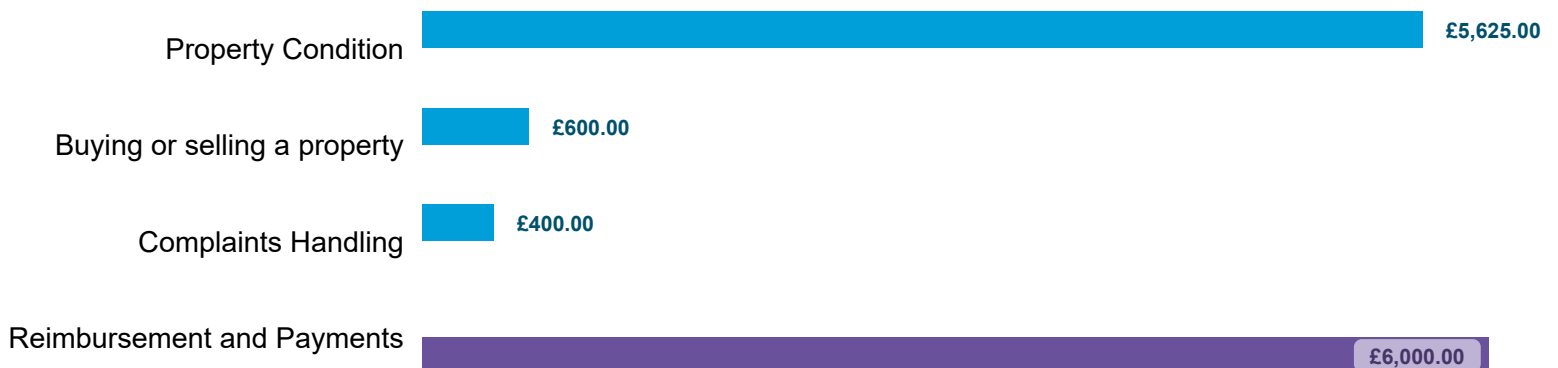 Property Condition £5,625.00
Buying or selling a property £600.00
Complaints Handling £400.00
Reimbursement and Payments £6,000.00